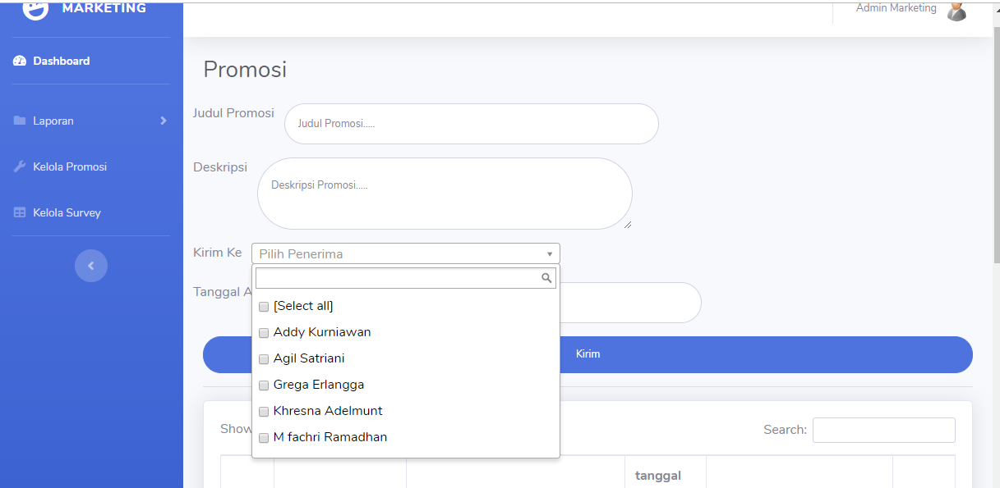 MARKETING
Admin Marketing
Dashboard
Laporan
Kelola Promosi
Kelola Survey
Promosi
Judul Promosi
Judul Promosi.....
Deskripsi
Deskripsi Promosi.....
Kirim Ke
Pilih Penerima
[Select all]
Addy Kurniawan
Agil Satriani
Grega Erlangga
Khresna Adelmunt
M fachri Ramadhan
Tanggal A
Kirim
Show
Search:
tanggal